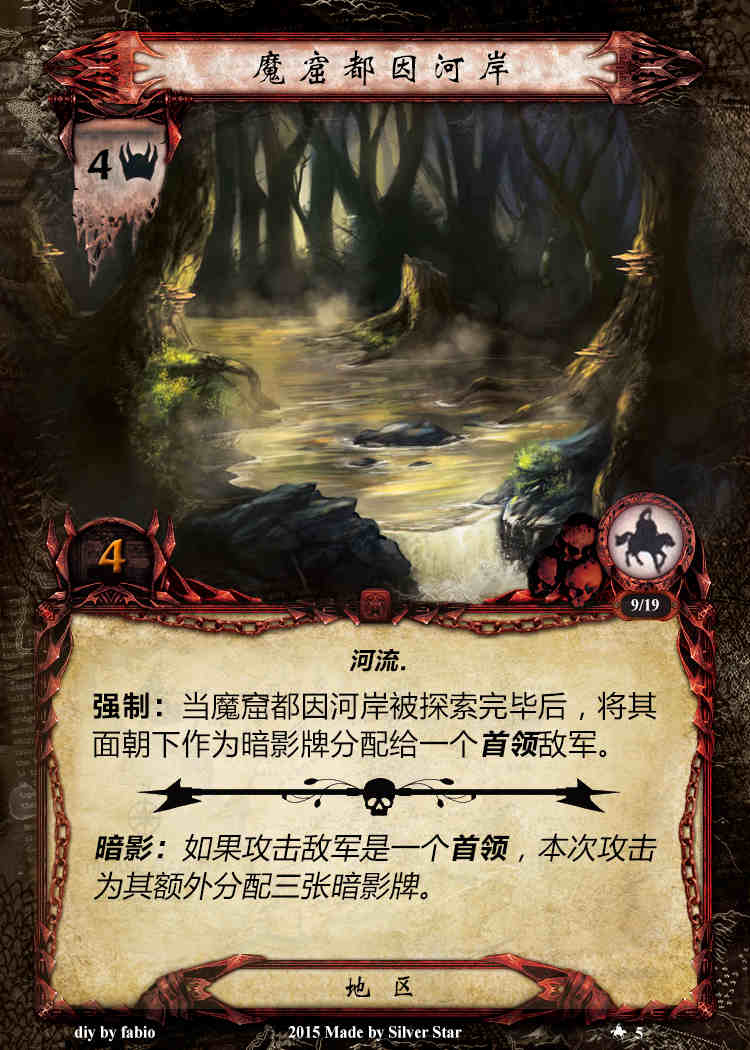 魔窟都因河岸
4
4
9/19
河流.
强制：当魔窟都因河岸被探索完毕后，将其
面朝下作为暗影牌分配给一个首领敌军。
暗影：如果攻击敌军是一个首领，本次攻击
为其额外分配三张暗影牌。
地区
diy by fabio 2015 Made by Silver Star 5